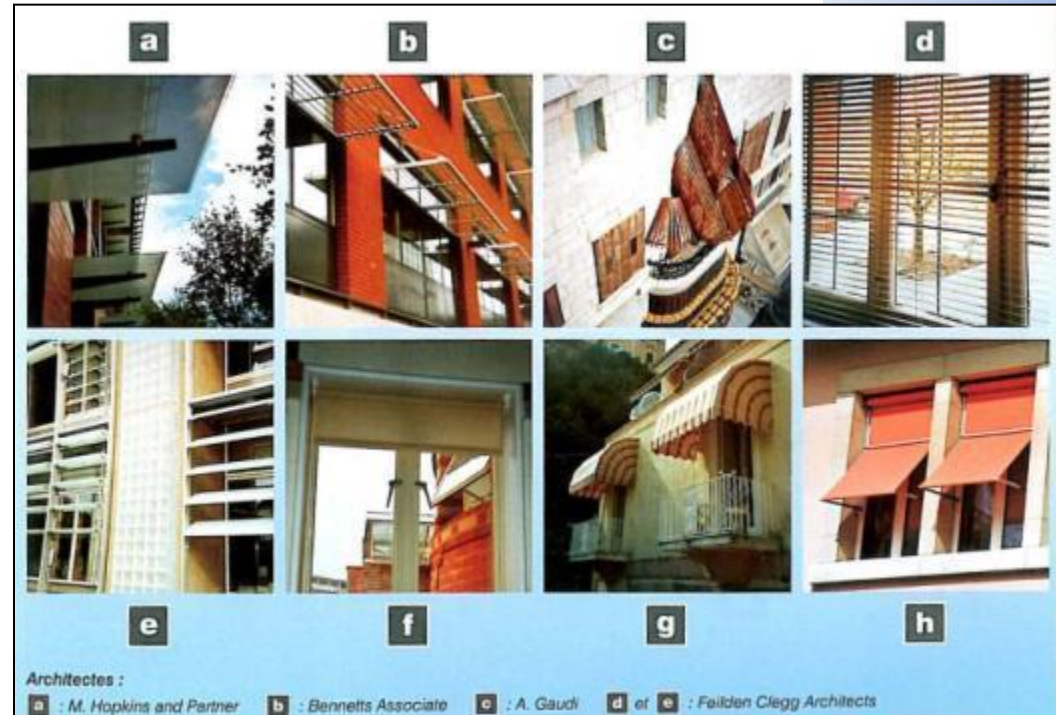 a b c d
e f g h
Architectes :
a : M. Hopkins and Partner b : Bennetts Associate c : A. Gaudi d et e : Feilden Clegg Architects